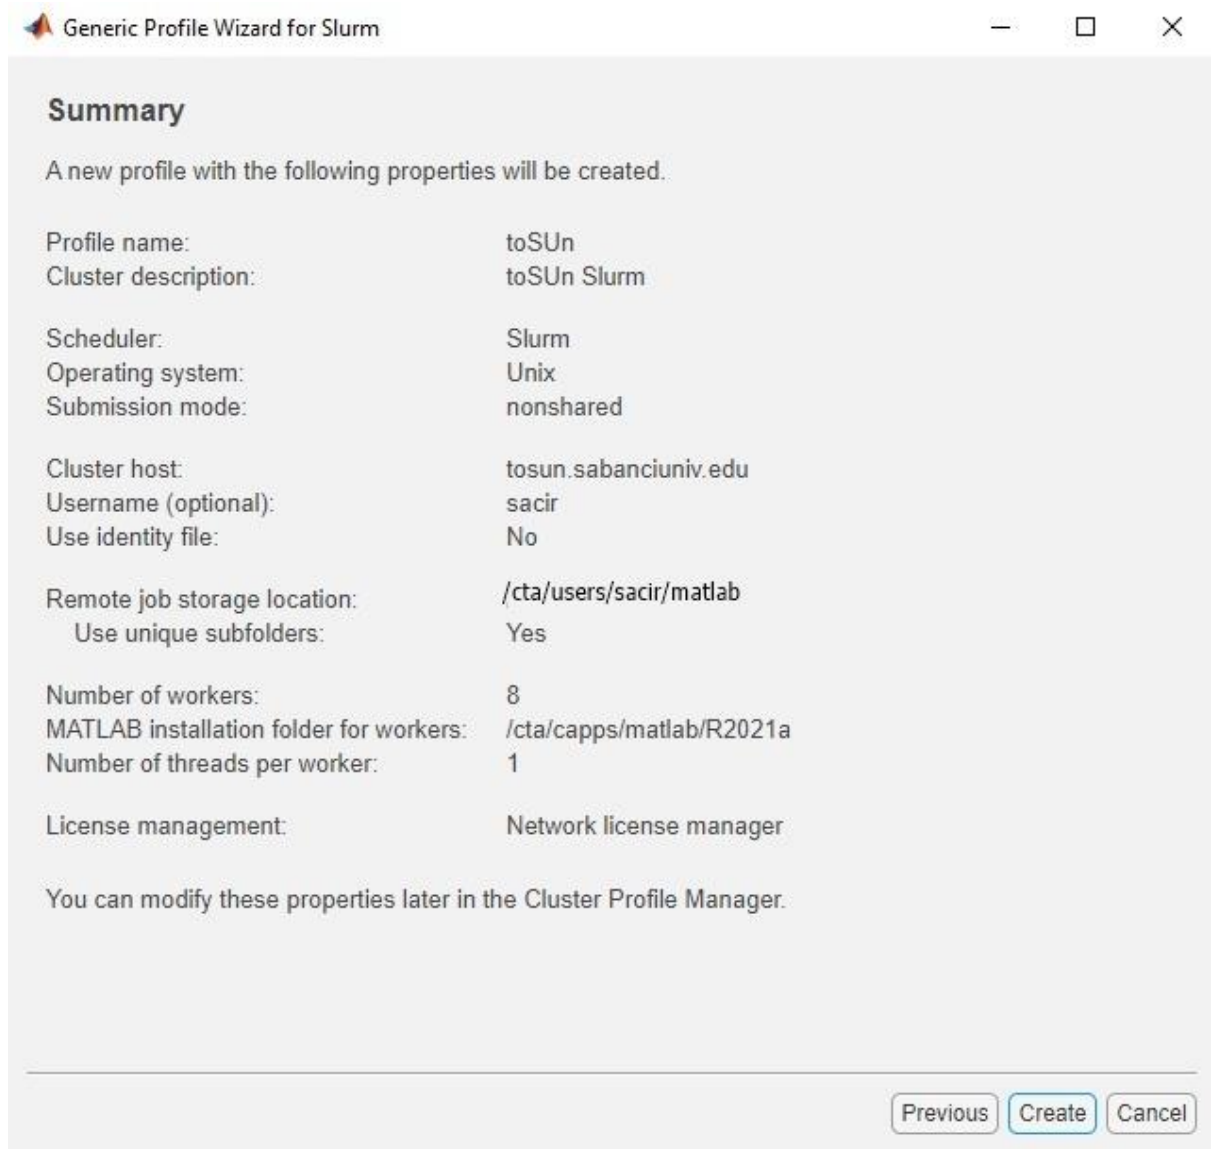 Generic Profile Wizard for Slurm
Summary
A new profile with the following properties will be created.
Profile name: toSUn
Cluster description: toSUn Slurm
Scheduler: Slurm
Operating system: Unix
Submission mode: nonshared
Cluster host: tosun.sabanciuniv.edu
Username (optional): sacir
Use identity file: No
Remote job storage location: /cta/users/sacir/matlab
Use unique subfolders: Yes
Number of workers: 8
MATLAB installation folder for workers: /cta/capps/matlab/R2021a
Number of threads per worker: 1
License management: Network license manager
You can modify these properties later in the Cluster Profile Manager.
Previous Create Cancel